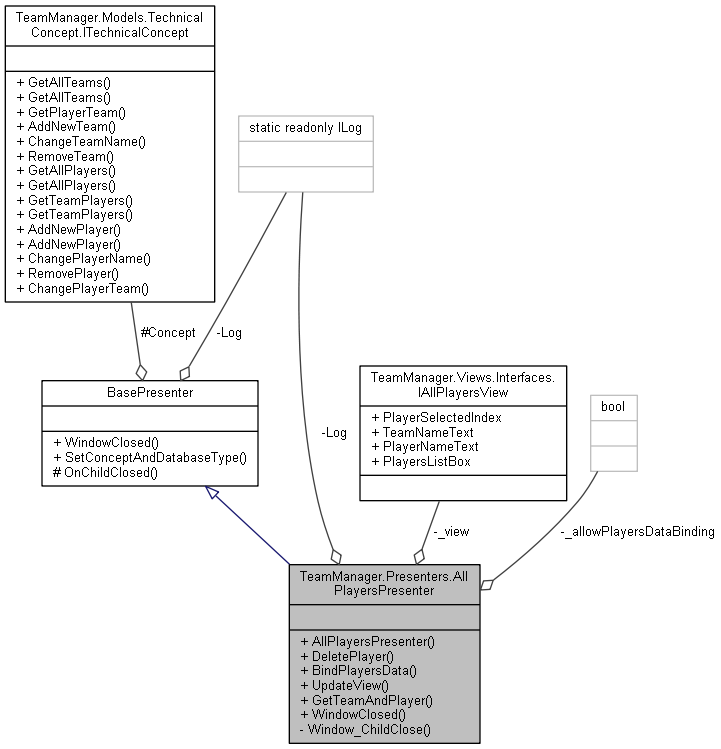 TeamManager.Models.Technical
Concept.ITechnicalConcept
+ GetAllTeams()
+ GetAllTeams()
+ GetPlayerTeam()
+ AddNewTeam()
+ ChangeTeamName()
+ RemoveTeam()
+ GetAllPlayers()
+ GetAllPlayers()
+ GetTeamPlayers()
+ GetTeamPlayers()
+ AddNewPlayer()
+ AddNewPlayer()
+ ChangePlayerName()
+ RemovePlayer()
+ ChangePlayerTeam()
static readonly ILog
#Concept
-Log
BasePresenter
+ WindowClosed()
+ SetConceptAndDatabaseType()
# OnChildClosed()
-Log
TeamManager.Views.Interfaces.
IAllPlayersView
+ PlayerSelectedIndex
+ TeamNameText
+ PlayerNameText
+ PlayersListBox
bool
-_view
-_allowPlayersDataBinding
TeamManager.Presenters.All
PlayersPresenter
+ AllPlayersPresenter()
+ DeletePlayer()
+ BindPlayersData()
+ UpdateView()
+ GetTeamAndPlayer()
+ WindowClosed()
- Window_ChildClose()